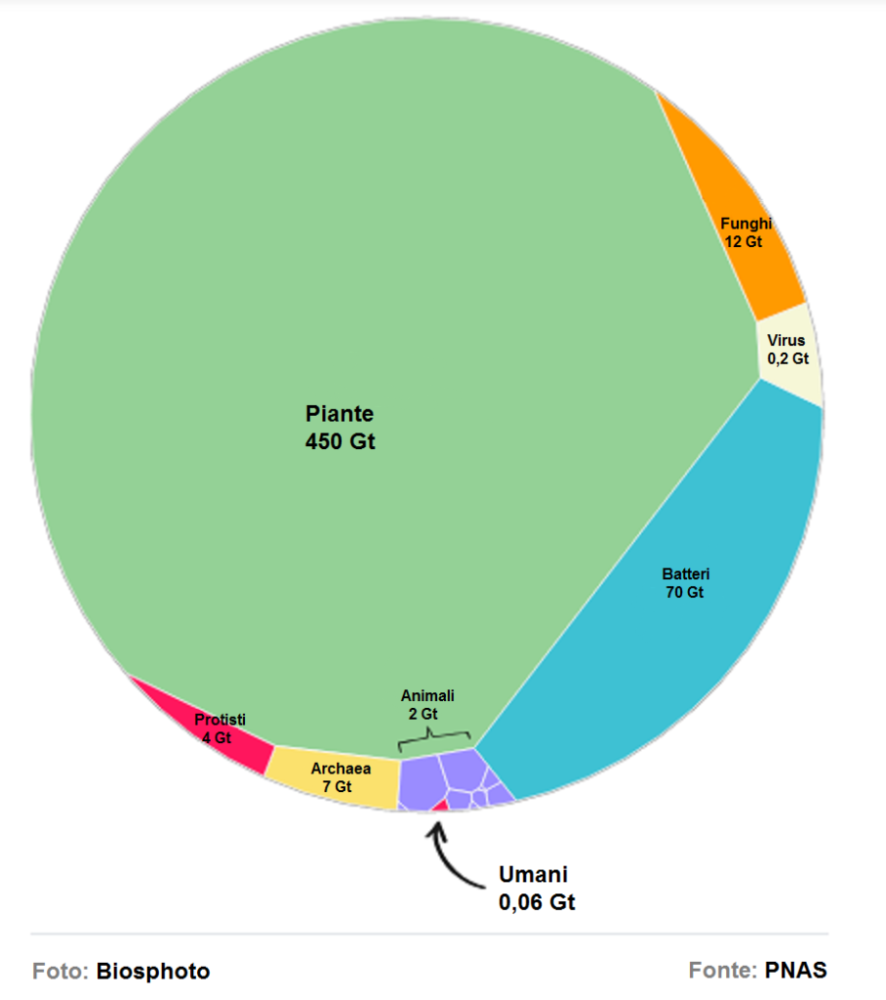 Funghi
12 Gt
Virus
0,2 Gt
Piante
450 Gt
Batteri
70 Gt
Animali
2 Gt
Protisti
4 Gt
Archaea
7 Gt
Umani
0,06 Gt
Foto: Biosphoto
Fonte: PNAS